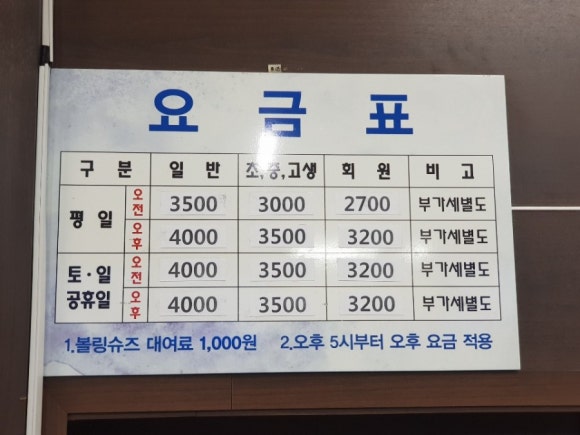 요금표
구 분 일 반 초,중,고생 회 원 비 고
평 일 오전 3500 3000 2700 부가세별도
오후 4000 3500 3200 부가세별도
토·일 공휴일 오전 4000 3500 3200 부가세별도
오후 4000 3500 3200 부가세별도
1.볼링슈즈 대여료 1,000원 2.오후 5시부터 오후 요금 적용